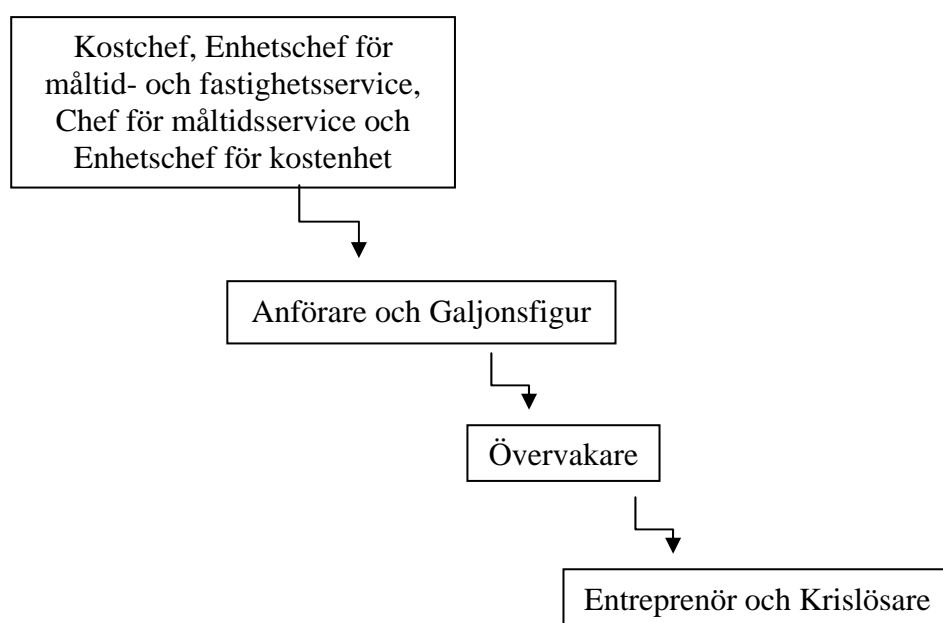 Kostchef, Enhetschef för
måltid- och fastighetsservice,
Chef för måltidsservice och
Enhetschef för kostenhet
Anförare och Galjonsfigur
Övervakare
Entreprenör och Krislösare